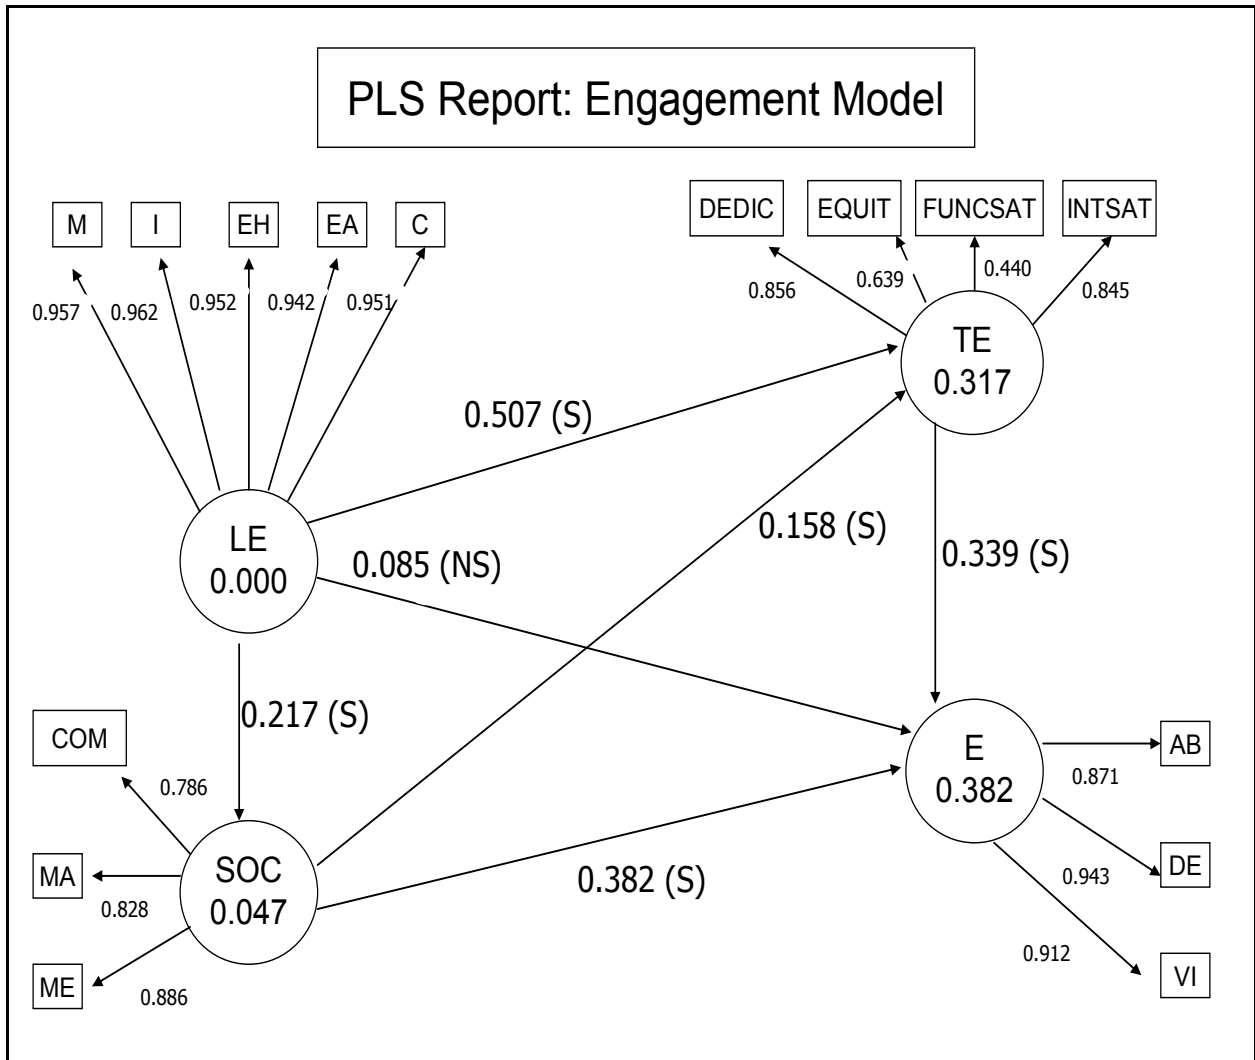 PLS Report: Engagement Model
DEDIC
EQUIT
FUNCSAT
INTSAT
M
I
EH
EA
C
0.957
0.962
0.952
0.942
0.951
0.856
0.639
0.440
0.845
TE
0.317
0.507 (S)
0.158 (S)
0.339 (S)
LE
0.000
0.085 (NS)
0.217 (S)
COM
0.786
MA
0.828
ME
0.886
SOC
0.047
0.382 (S)
E
0.382
AB
0.871
DE
0.943
VI
0.912